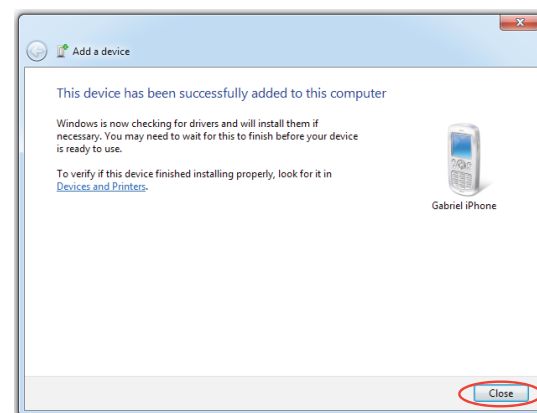 Add a device
This device has been successfully added to this computer
Windows is now checking for drivers and will install them if
necessary. You may need to wait for this to finish before your device
is ready to use.
To verify if this device finished installing properly, look for it in
Devices and Printers.
Gabriel iPhone
Close